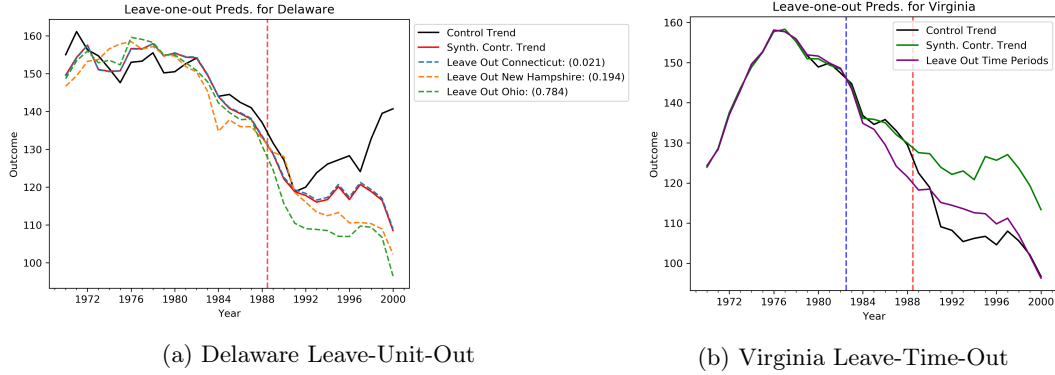 Leave-one-out Preds. for Delaware
160
150
140
130
120
110
100
Outcome
1972 1976 1980 1984 1988 1992 1996 2000
Year
Control Trend
Synth. Contr. Trend
Leave Out Connecticut: (0.021)
Leave Out New Hampshire: (0.194)
Leave Out Ohio: (0.784)
(a) Delaware Leave-Unit-Out
Leave-one-out Preds. for Virginia
160
150
140
130
120
110
100
Outcome
1972 1976 1980 1984 1988 1992 1996 2000
Year
Control Trend
Synth. Contr. Trend
Leave Out Time Periods
(b) Virginia Leave-Time-Out